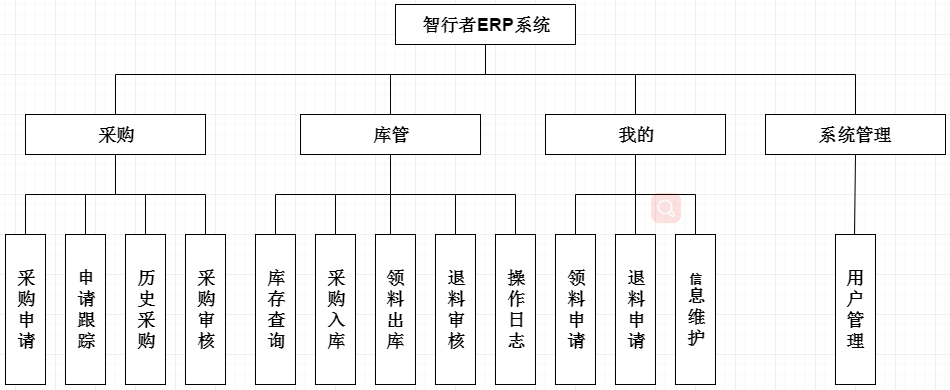 智行者ERP系统
采购
库管
我的
系统管理
采购申请
申请跟踪
历史采购
采购审核
库存查询
采购入库
领料出库
退料审核
操作日志
领料申请
退料申请
信息维护
用户管理